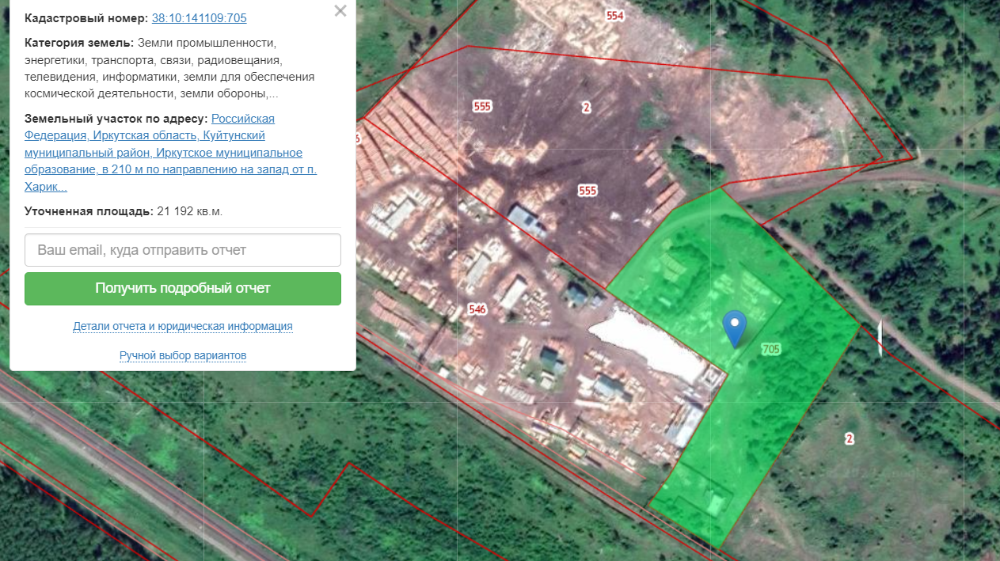 Кадастровый номер: 38:10:141109:705
Категория земель: Земли промышленности,
энергетики, транспорта, связи, радиовещания,
телевидения, информатики, земли для обеспечения
космической деятельности, земли обороны,...
Земельный участок по адресу: Российская
Федерация, Иркутская область, Куйтунский
муниципальный район, Иркутское муниципальное
образование, в 210 м по направлению на запад от п.
Харик...
Уточненная площадь: 21 192 кв.м.
Ваш email, куда отправить отчет
Получить подробный отчет
Детали отчета и юридическая информация
Ручной выбор вариантов
554
555
2
555
546
705
2